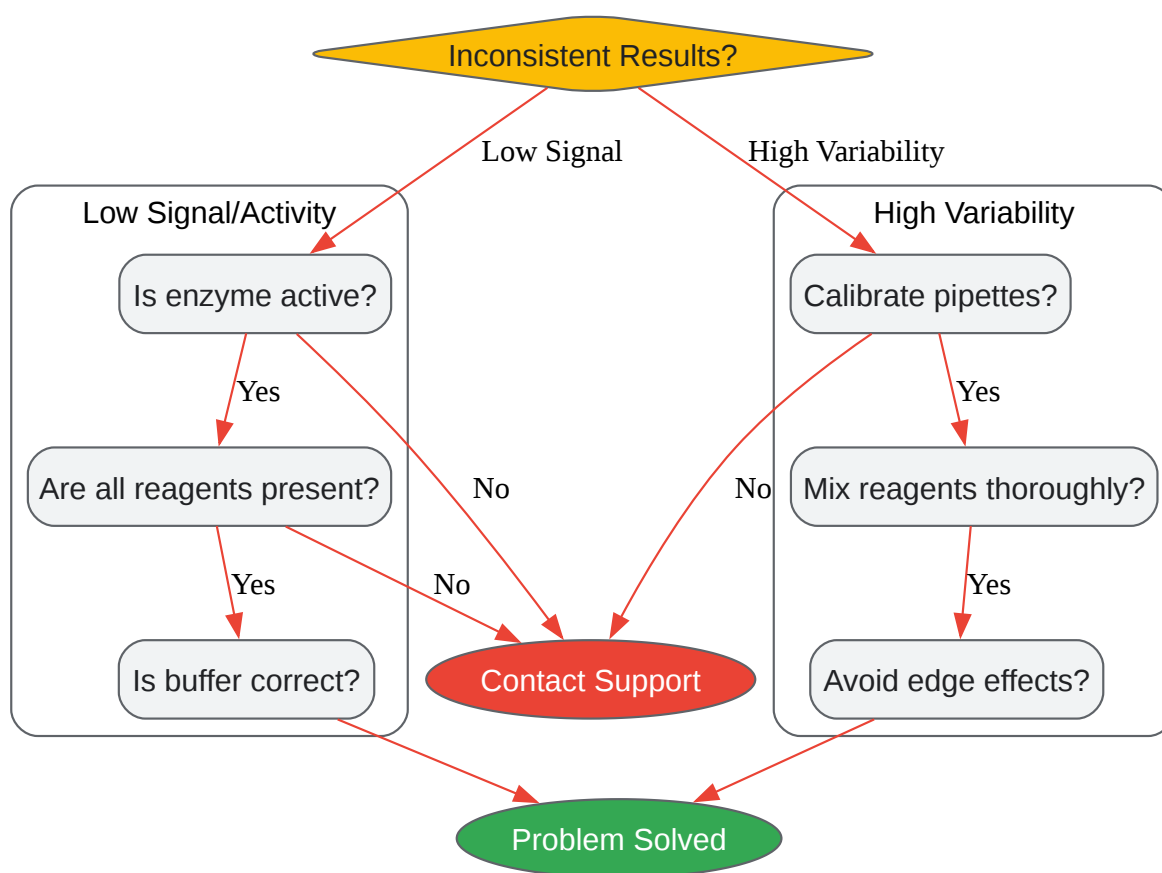 Inconsistent Results?
Low Signal
High Variability
Low Signal/Activity
High Variability
Is enzyme active?
Calibrate pipettes?
Yes
Yes
Are all reagents present?
No
No
Mix reagents thoroughly?
Yes
No
Yes
Is buffer correct?
Contact Support
Avoid edge effects?
Problem Solved